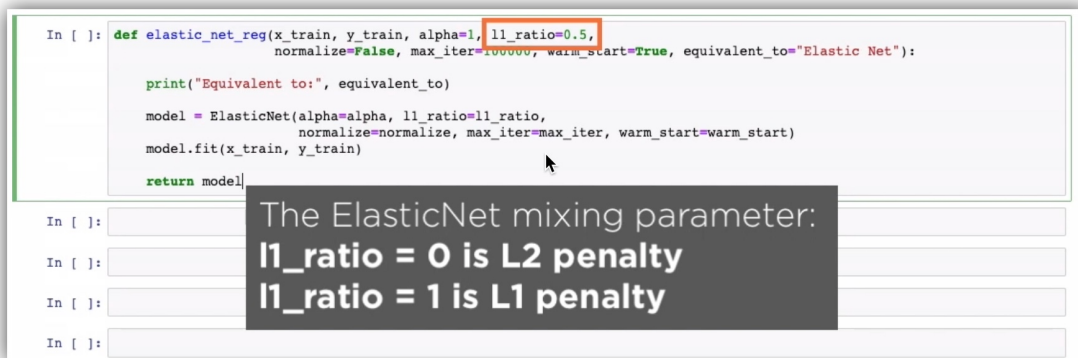 In [ ]: def elastic_net_reg(x_train, y_train, alpha=1, l1_ratio=0.5,
normalize=False, max_iter=100000, warm_start=True, equivalent_to="Elastic Net"):
print("Equivalent to:", equivalent_to)
model = ElasticNet(alpha=alpha, l1_ratio=l1_ratio,
normalize=normalize, max_iter=max_iter, warm_start=warm_start)
model.fit(x_train, y_train)
return model
The ElasticNet mixing parameter:
l1_ratio = 0 is L2 penalty
l1_ratio = 1 is L1 penalty
In [ ]:
In [ ]:
In [ ]:
In [ ]: